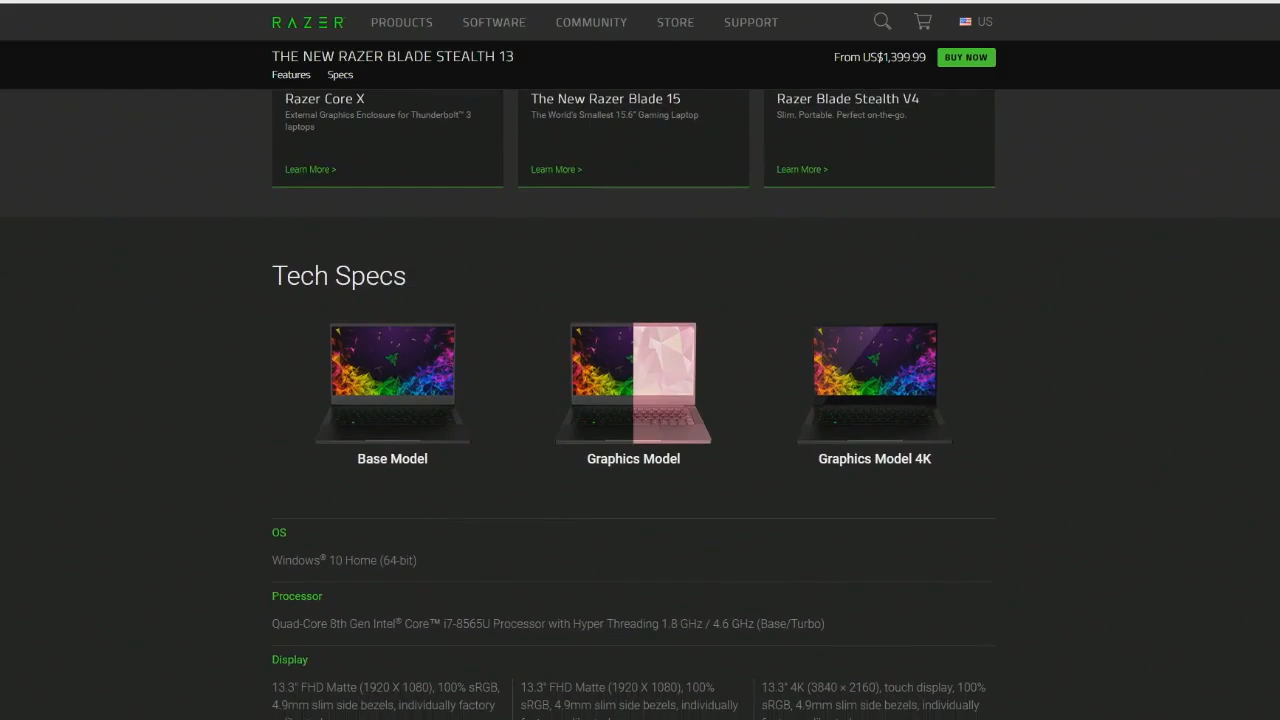 RAZER PRODUCTS SOFTWARE COMMUNITY STORE SUPPORT US
THE NEW RAZER BLADE STEALTH 13 From US$1,399.99 BUY NOW
Features Specs
Razer Core X
External Graphics Enclosure for Thunderbolt™ 3
laptops
Learn More >
The New Razer Blade 15
The World's Smallest 15.6" Gaming Laptop
Learn More >
Razer Blade Stealth V4
Slim. Portable. Perfect on-the-go.
Learn More >
Tech Specs
Base Model
Graphics Model
Graphics Model 4K
OS
Windows® 10 Home (64-bit)
Processor
Quad-Core 8th Gen Intel® Core™ i7-8565U Processor with Hyper Threading 1.8 GHz / 4.6 GHz (Base/Turbo)
Display
13.3" FHD Matte (1920 X 1080), 100% sRGB,
4.9mm slim side bezels, individually factory
13.3" FHD Matte (1920 X 1080), 100%
sRGB, 4.9mm slim side bezels, individually
13.3" 4K (3840 × 2160), touch display, 100%
sRGB, 4.9mm slim side bezels, individually